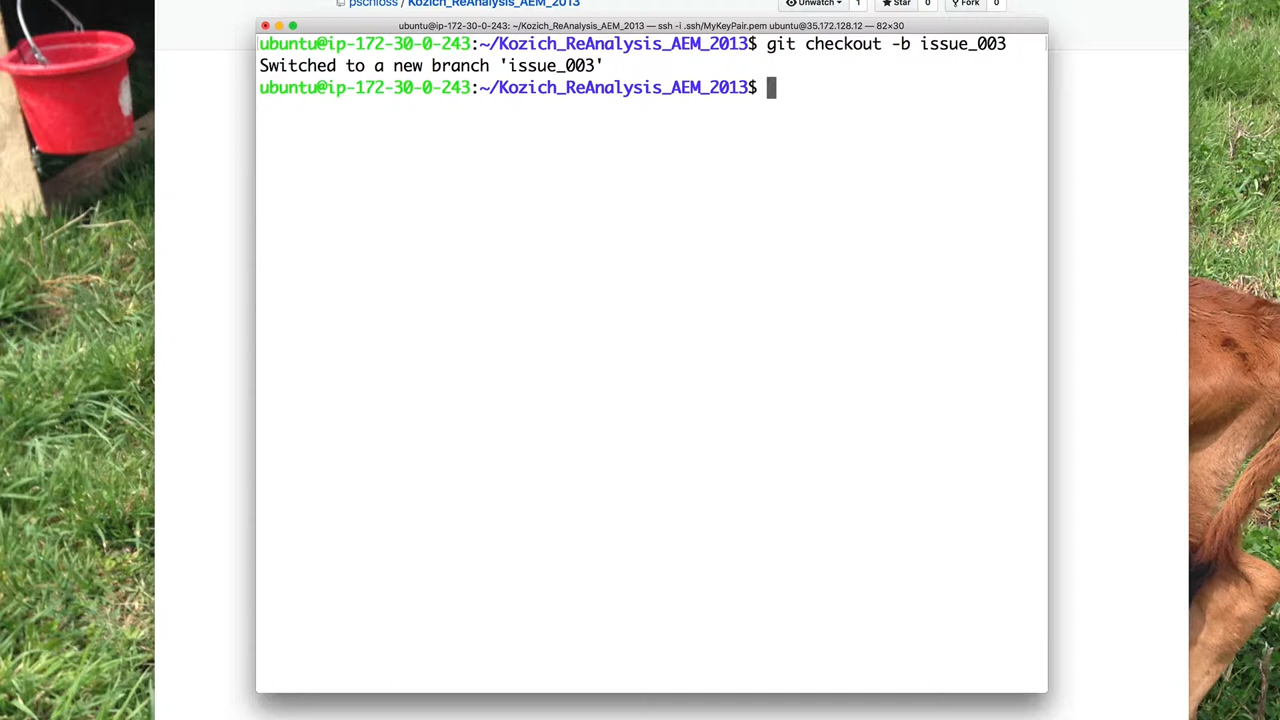 pschloss / Kozich_ReAnalysis_AEM_2013
Unwatch 1 Star 0 Fork 0
ubuntu@ip-172-30-0-243: ~/Kozich_ReAnalysis_AEM_2013 — ssh -i .ssh/MyKeyPair.pem ubuntu@35.172.128.12 — 82×30
ubuntu@ip-172-30-0-243:~/Kozich_ReAnalysis_AEM_2013$ git checkout -b issue_003
Switched to a new branch 'issue_003'
ubuntu@ip-172-30-0-243:~/Kozich_ReAnalysis_AEM_2013$